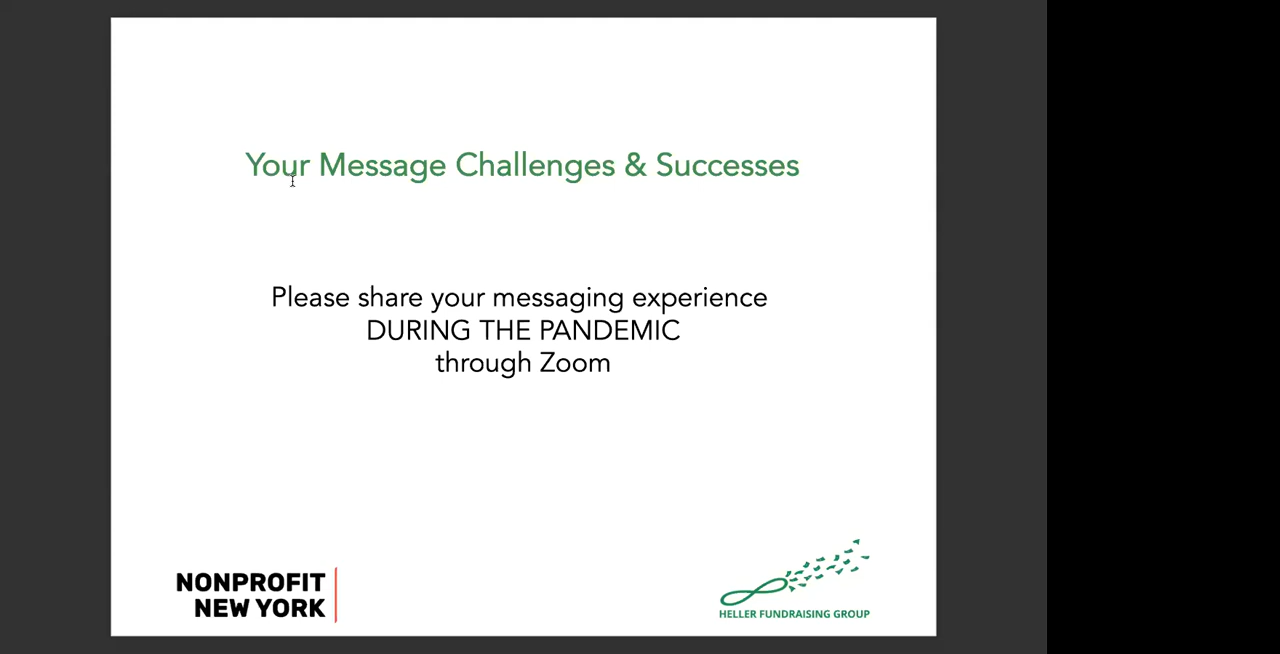 Your Message Challenges & Successes
Please share your messaging experience
DURING THE PANDEMIC
through Zoom
NONPROFIT
NEW YORK
HELLER FUNDRAISING GROUP